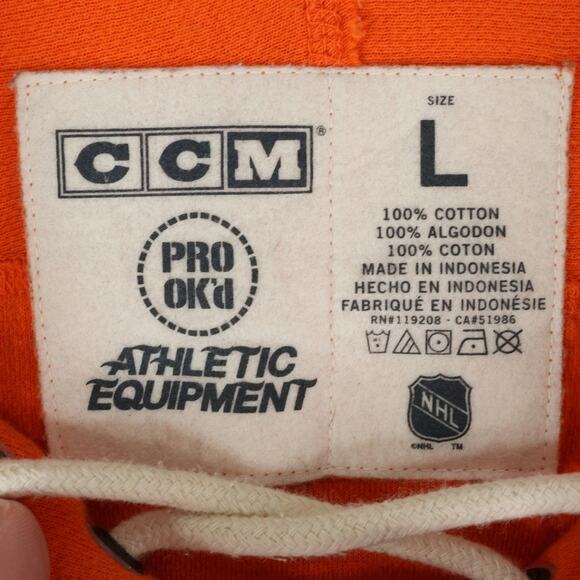 CCM®
PRO
OK'd
ATHLETIC
EQUIPMENT
SIZE
L
100% COTTON
100% ALGODON
100% COTON
MADE IN INDONESIA
HECHO EN INDONESIA
FABRIQUÉ EN INDONÉSIE
RN#119208 - CA#51986
NHL
©NHL TM